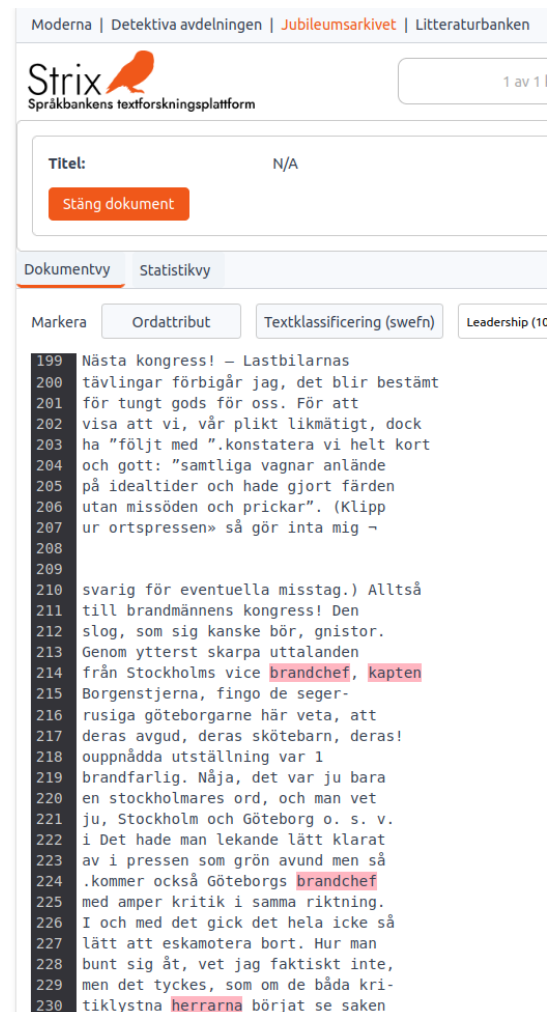 Moderna | Detektiva avdelningen | Jubileumsarkivet | Litteraturbanken
Strix
Språkbankens textforskningsplattform
1 av 1
Titel: N/A
Stäng dokument
Dokumentvy Statistikvy
Markera Ordattribut Textklassificering (swefn) Leadership (10
199 Nästa kongress! — Lastbilarnas
200 tävlingar förbigår jag, det blir bestämt
201 för tungt gods för oss. För att
202 visa att vi, vår plikt likmätigt, dock
203 ha ”följt med ”.konstatera vi helt kort
204 och gott: ”samtliga vagnar anlände
205 på idealtider och hade gjort färden
206 utan missöden och prickar”. (Klipp
207 ur ortspressen» så gör inta mig ¬
208
209
210 svarig för eventuella misstag.) Alltså
211 till brandmännens kongress! Den
212 slog, som sig kanske bör, gnistor.
213 Genom ytterst skarpa uttalanden
214 från Stockholms vice brandchef, kapten
215 Borgenstjerna, fingo de seger-
216 rusiga göteborgarne här veta, att
217 deras avgud, deras skötebarn, deras!
218 ouppnådda utställning var 1
219 brandfarlig. Nåja, det var ju bara
220 en stockholmares ord, och man vet
221 ju, Stockholm och Göteborg o. s. v.
222 i Det hade man lekande lätt klarat
223 av i pressen som grön avund men så
224 .kommer också Göteborgs brandchef
225 med amper kritik i samma riktning.
226 I och med det gick det hela icke så
227 lätt att eskamotera bort. Hur man
228 bunt sig åt, vet jag faktiskt inte,
229 men det tyckes, som om de båda kri-
230 tiklystna herrarna börjat se saken